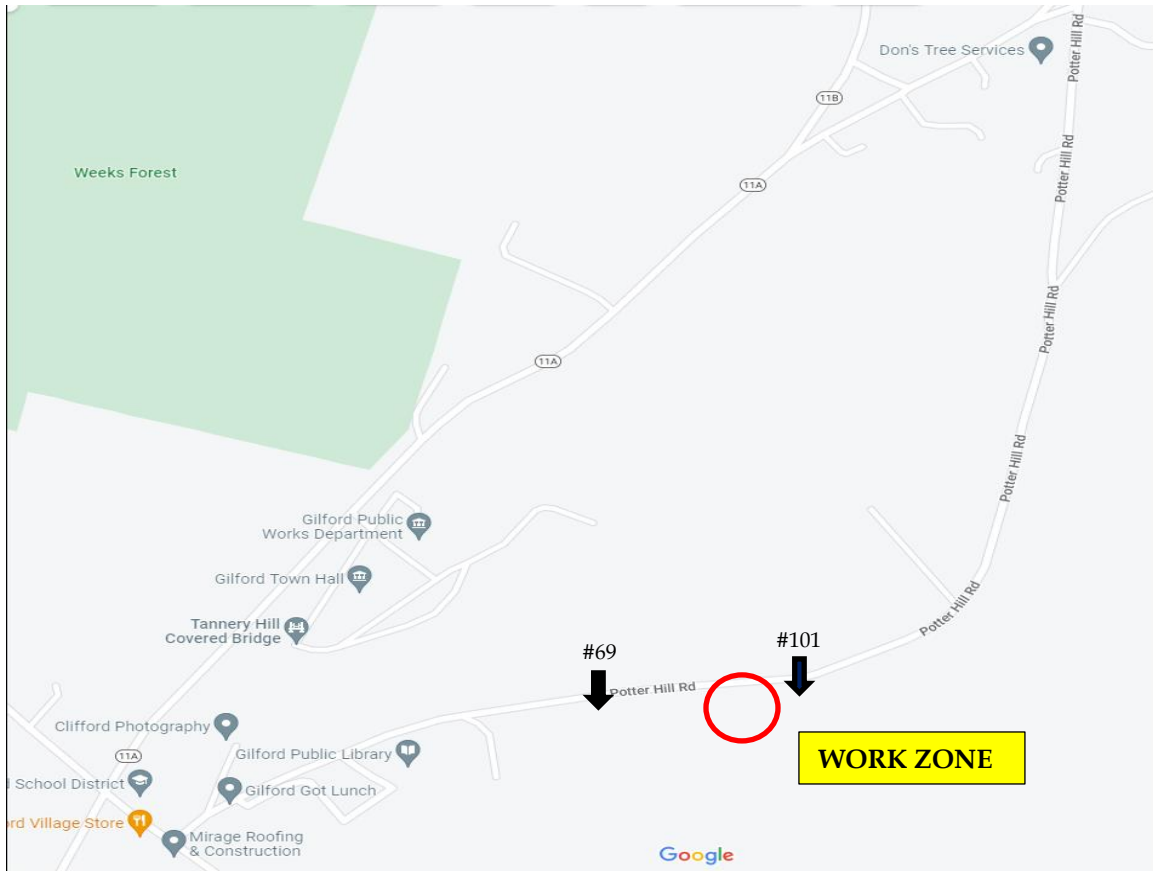 Don's Tree Services
Potter Hill Rd
11B
Potter Hill Rd
Weeks Forest
11A
Potter Hill Rd
11A
Potter Hill Rd
Gilford Public
Works Department
Gilford Town Hall
Tannery Hill
Covered Bridge
Potter Hill Rd
#69
#101
Potter Hill Rd
Clifford Photography
11A
Gilford Public Library
WORK ZONE
d School District
Gilford Got Lunch
ord Village Store
Mirage Roofing
& Construction
Google